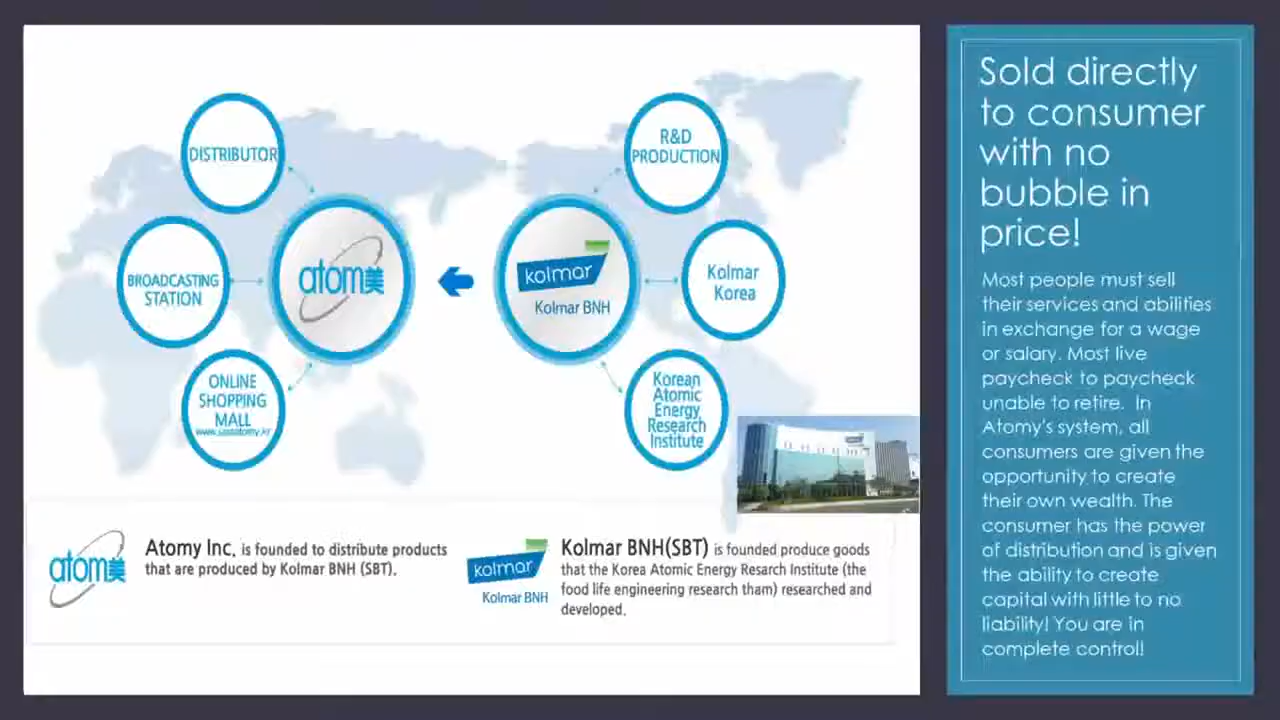 DISTRIBUTOR
BROADCASTING
STATION
ONLINE
SHOPPING
MALL
atom美
kolmar
Kolmar BNH
R&D
PRODUCTION
Kolmar
Korea
Korean
Atomic
Energy
Research
Institute
atom美
Atomy Inc. is founded to distribute products
that are produced by Kolmar BNH (SBT).
kolmar
Kolmar BNH
Kolmar BNH(SBT) is founded produce goods
that the Korea Atomic Energy Resarch Institute (the
food life engineering research tham) researched and
developed.
Sold directly
to consumer
with no
bubble in
price!
Most people must sell
their services and abilities
in exchange for a wage
or salary. Most live
paycheck to paycheck
unable to retire. In
Atomy's system, all
consumers are given the
opportunity to create
their own wealth. The
consumer has the power
of distribution and is given
the ability to create
capital with little to no
liability! You are in
complete control!